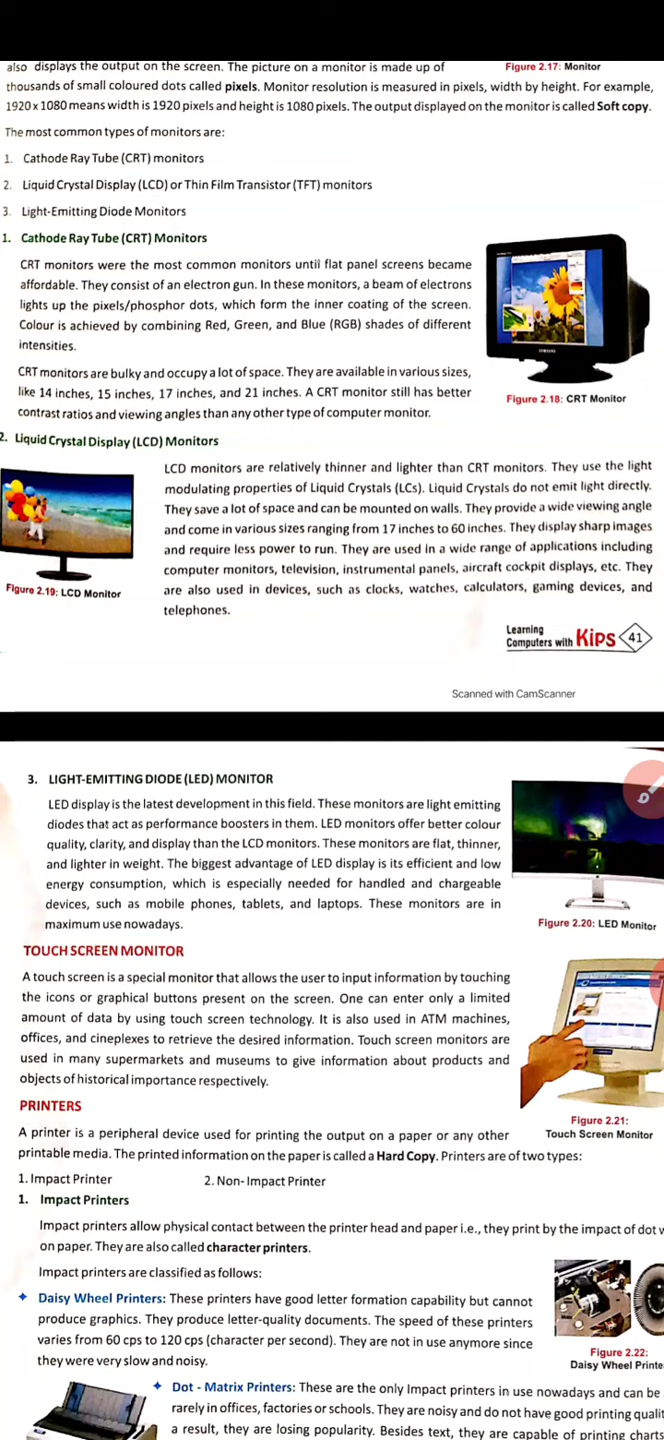 also displays the output on the screen. The picture on a monitor is made up of
Figure 2.17: Monitor
thousands of small coloured dots called pixels. Monitor resolution is measured in pixels, width by height. For example,
1920 x 1080 means width is 1920 pixels and height is 1080 pixels. The output displayed on the monitor is called Soft copy.
The most common types of monitors are:
1. Cathode Ray Tube (CRT) monitors
2. Liquid Crystal Display (LCD) or Thin Film Transistor (TFT) monitors
3. Light-Emitting Diode Monitors
1. Cathode Ray Tube (CRT) Monitors
CRT monitors were the most common monitors until flat panel screens became
affordable. They consist of an electron gun. In these monitors, a beam of electrons
lights up the pixels/phosphor dots, which form the inner coating of the screen.
Colour is achieved by combining Red, Green, and Blue (RGB) shades of different
intensities.
CRT monitors are bulky and occupy a lot of space. They are available in various sizes,
like 14 inches, 15 inches, 17 inches, and 21 inches. A CRT monitor still has better
contrast ratios and viewing angles than any other type of computer monitor.
SAMSUNG
Figure 2.18: CRT Monitor
2. Liquid Crystal Display (LCD) Monitors
LCD monitors are relatively thinner and lighter than CRT monitors. They use the light
modulating properties of Liquid Crystals (LCs). Liquid Crystals do not emit light directly.
They save a lot of space and can be mounted on walls. They provide a wide viewing angle
and come in various sizes ranging from 17 inches to 60 inches. They display sharp images
and require less power to run. They are used in a wide range of applications including
computer monitors, television, instrumental panels, aircraft cockpit displays, etc. They
are also used in devices, such as clocks, watches, calculators, gaming devices, and
telephones.
Figure 2.19: LCD Monitor
Learning
Computers with Kips 41
Scanned with CamScanner
3. LIGHT-EMITTING DIODE (LED) MONITOR
LED display is the latest development in this field. These monitors are light emitting
diodes that act as performance boosters in them. LED monitors offer better colour
quality, clarity, and display than the LCD monitors. These monitors are flat, thinner,
and lighter in weight. The biggest advantage of LED display is its efficient and low
energy consumption, which is especially needed for handled and chargeable
devices, such as mobile phones, tablets, and laptops. These monitors are in
maximum use nowadays.
Figure 2.20: LED Monitor
TOUCH SCREEN MONITOR
A touch screen is a special monitor that allows the user to input information by touching
the icons or graphical buttons present on the screen. One can enter only a limited
amount of data by using touch screen technology. It is also used in ATM machines,
offices, and cineplexes to retrieve the desired information. Touch screen monitors are
used in many supermarkets and museums to give information about products and
objects of historical importance respectively.
Figure 2.21:
Touch Screen Monitor
PRINTERS
A printer is a peripheral device used for printing the output on a paper or any other
printable media. The printed information on the paper is called a Hard Copy. Printers are of two types:
1. Impact Printer 2. Non- Impact Printer
1. Impact Printers
Impact printers allow physical contact between the printer head and paper i.e., they print by the impact of dot
on paper. They are also called character printers.
Impact printers are classified as follows:
✦ Daisy Wheel Printers: These printers have good letter formation capability but cannot
produce graphics. They produce letter-quality documents. The speed of these printers
varies from 60 cps to 120 cps (character per second). They are not in use anymore since
they were very slow and noisy.
Figure 2.22:
Daisy Wheel Printe
✦ Dot - Matrix Printers: These are the only Impact printers in use nowadays and can be
rarely in offices, factories or schools. They are noisy and do not have good printing qualit
a result, they are losing popularity. Besides text, they are capable of printing charts